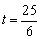 t = 25/6